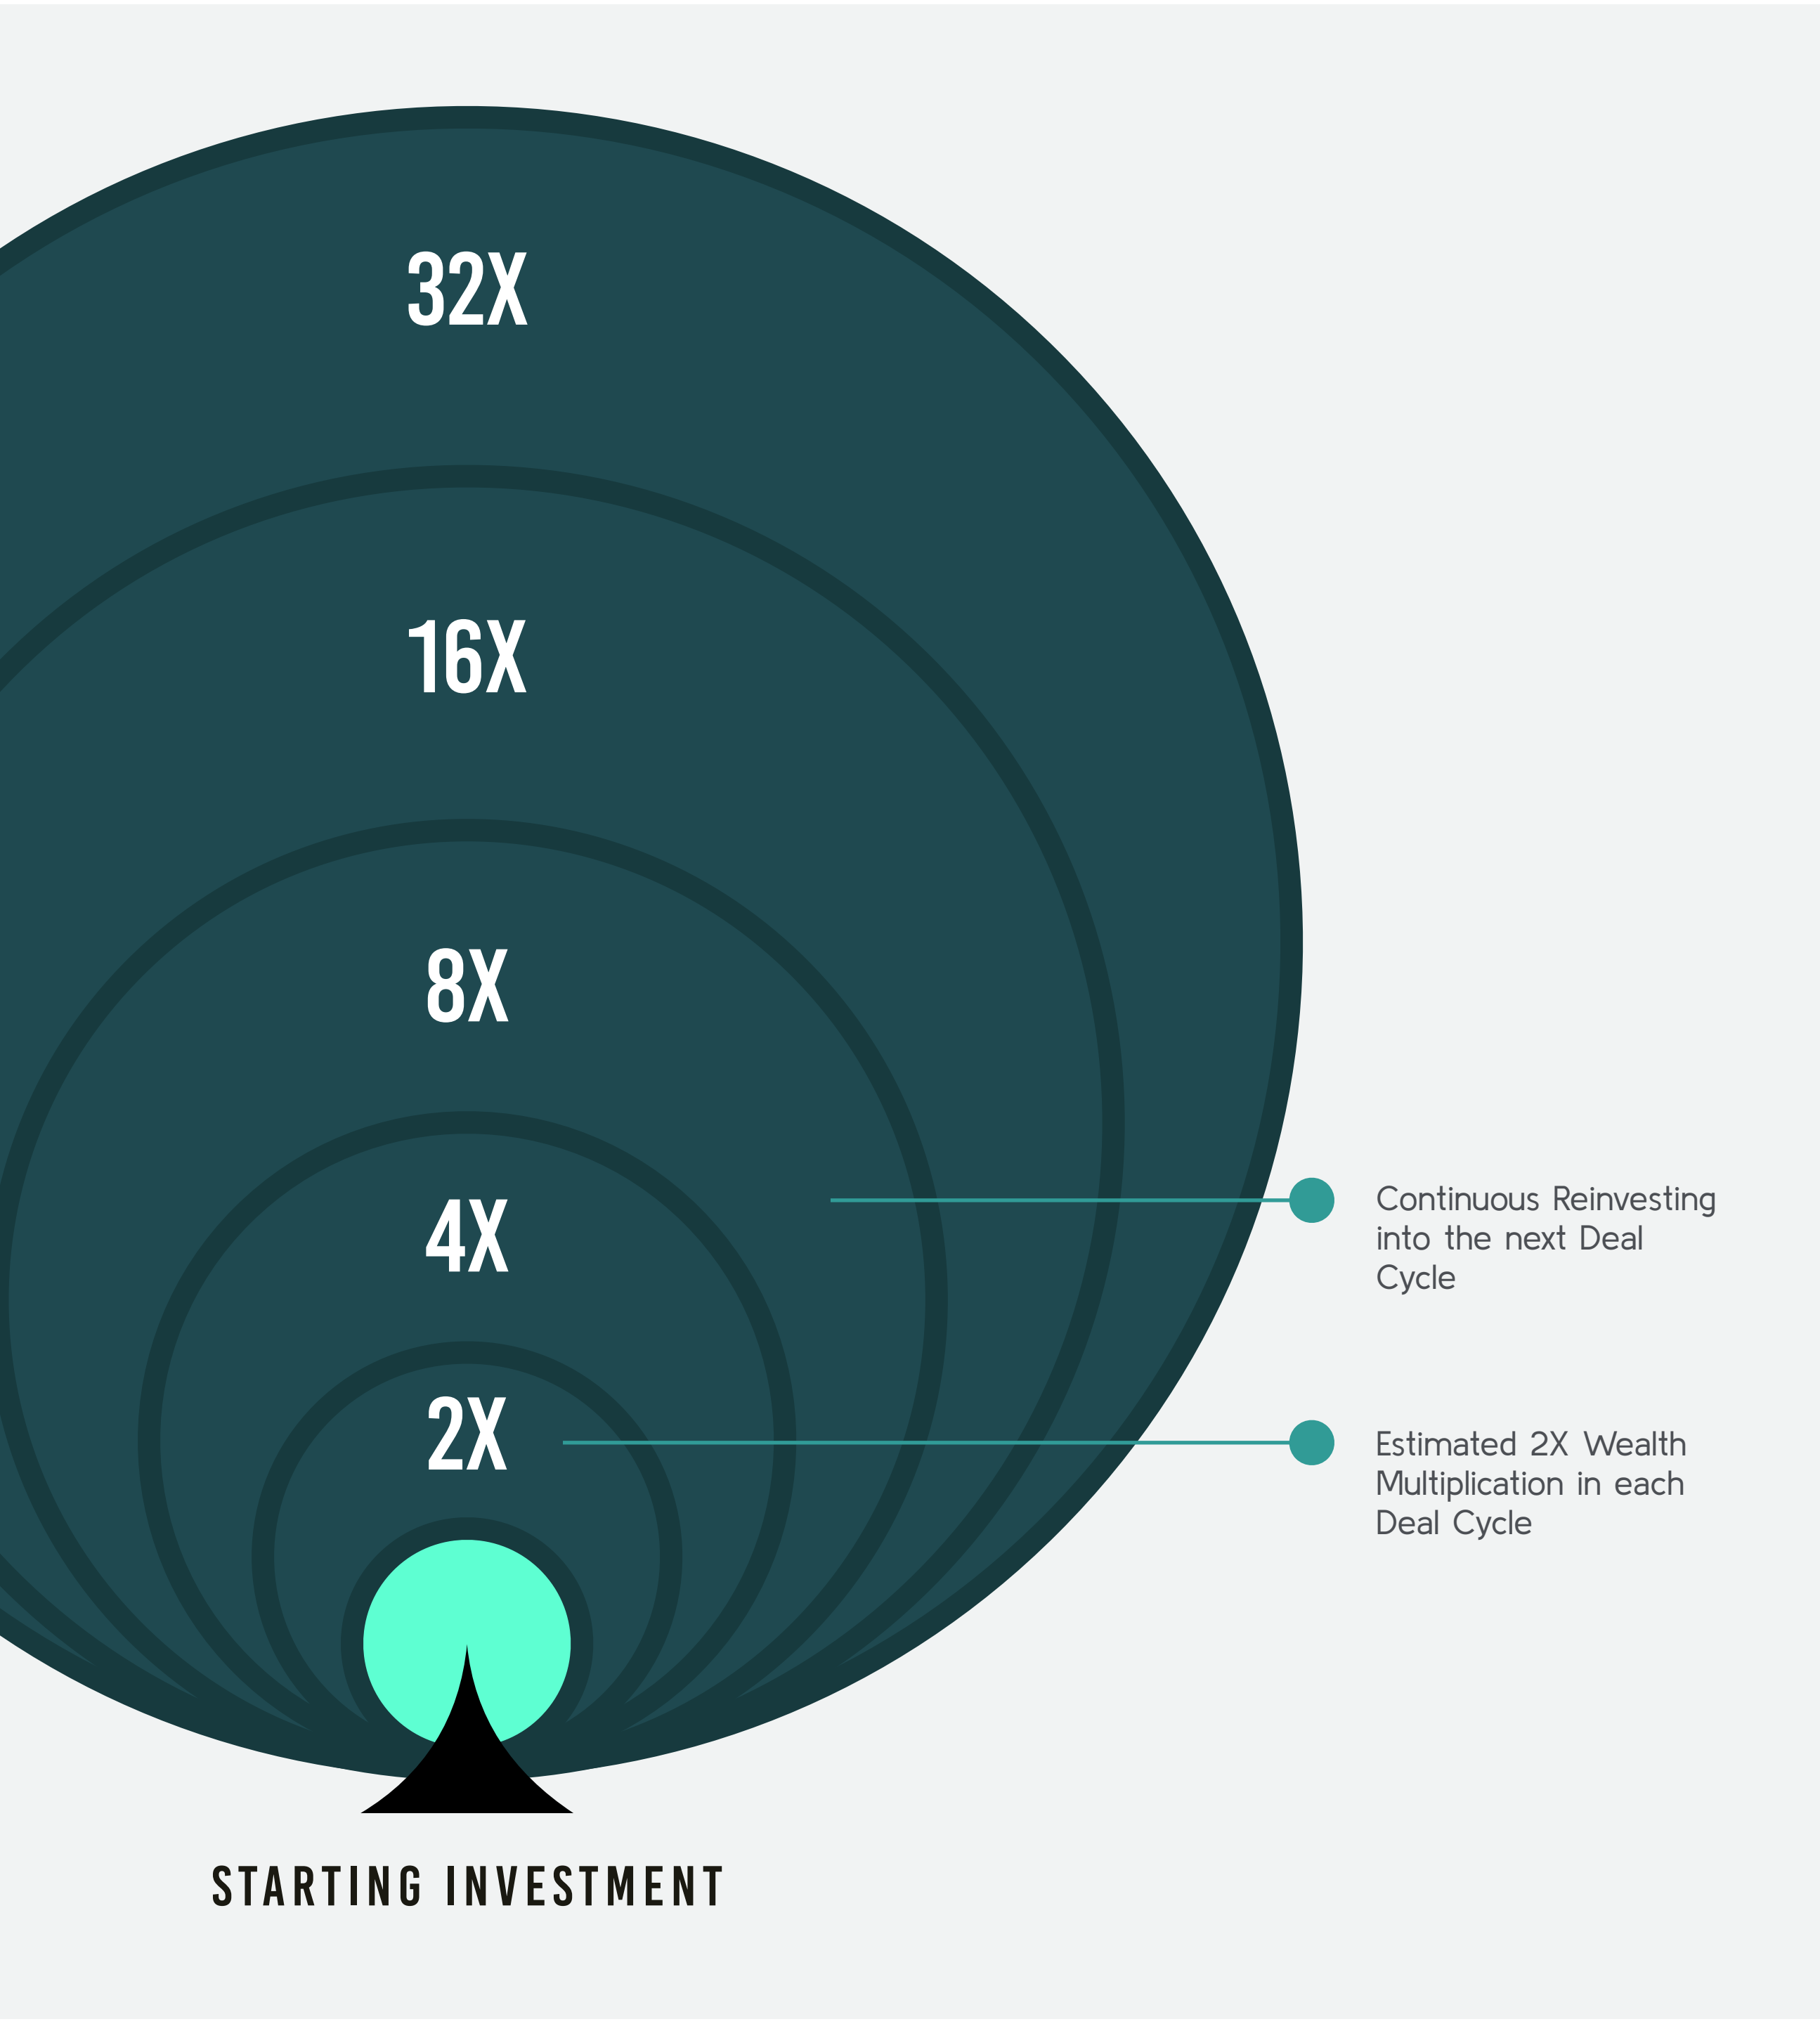 32X
16X
8X
4X
2X
Continuous Reinvesting
into the next Deal
Cycle
Estimated 2X Wealth
Multiplication in each
Deal Cycle
STARTING INVESTMENT